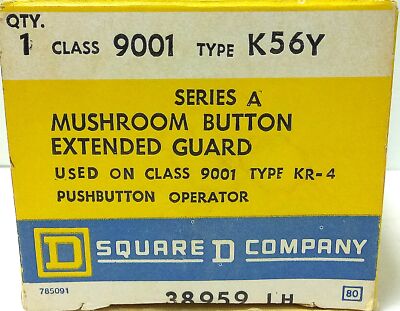 QTY.
1 CLASS 9001 TYPE K56Y
SERIES A
MUSHROOM BUTTON
EXTENDED GUARD
USED ON CLASS 9001 TYPE KR-4
PUSHBUTTON OPERATOR
D SQUARE D COMPANY
785091
38959 LH
80